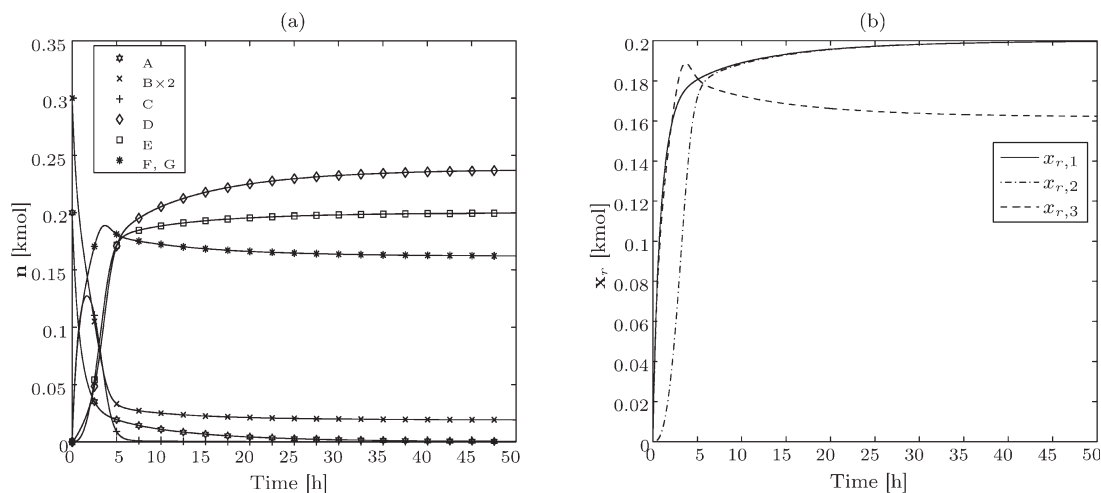 (a)
0.35
0.3
0.25
0.2
0.15
0.1
0.05
0
n [kmol]
A
B×2
C
D
E
F, G
0 5 10 15 20 25 30 35 40 45 50
Time [h]
(b)
0.2
0.18
0.16
0.14
0.12
0.1
0.08
0.06
0.04
0.02
0
x_r [kmol]
x_{r,1}
x_{r,2}
x_{r,3}
0 5 10 15 20 25 30 35 40 45 50
Time [h]